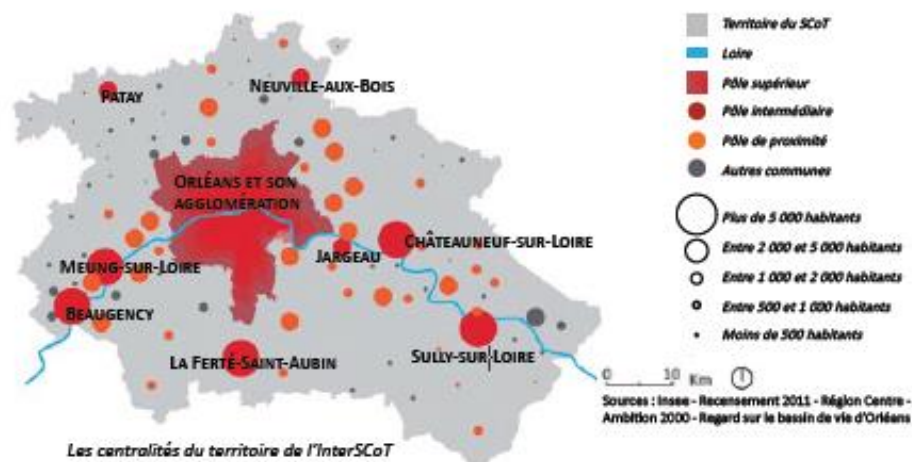 Patay
Neuville-aux-Bois
Orléans et son
agglomération
Châteauneuf-sur-Loire
Jargeau
Meung-sur-Loire
Beaugency
La Ferté-Saint-Aubin
Sully-sur-Loire
Les centralités du territoire de l'InterSCoT
Territoire du SCoT
Loire
Pôle supérieur
Pôle intermédiaire
Pôle de proximité
Autres communes
Plus de 5 000 habitants
Entre 2 000 et 5 000 habitants
Entre 1 000 et 2 000 habitants
Entre 500 et 1 000 habitants
Moins de 500 habitants
0 10 Km
Sources : Insee - Recensement 2011 - Région Centre -
Ambition 2000 - Regard sur le bassin de vie d'Orléans